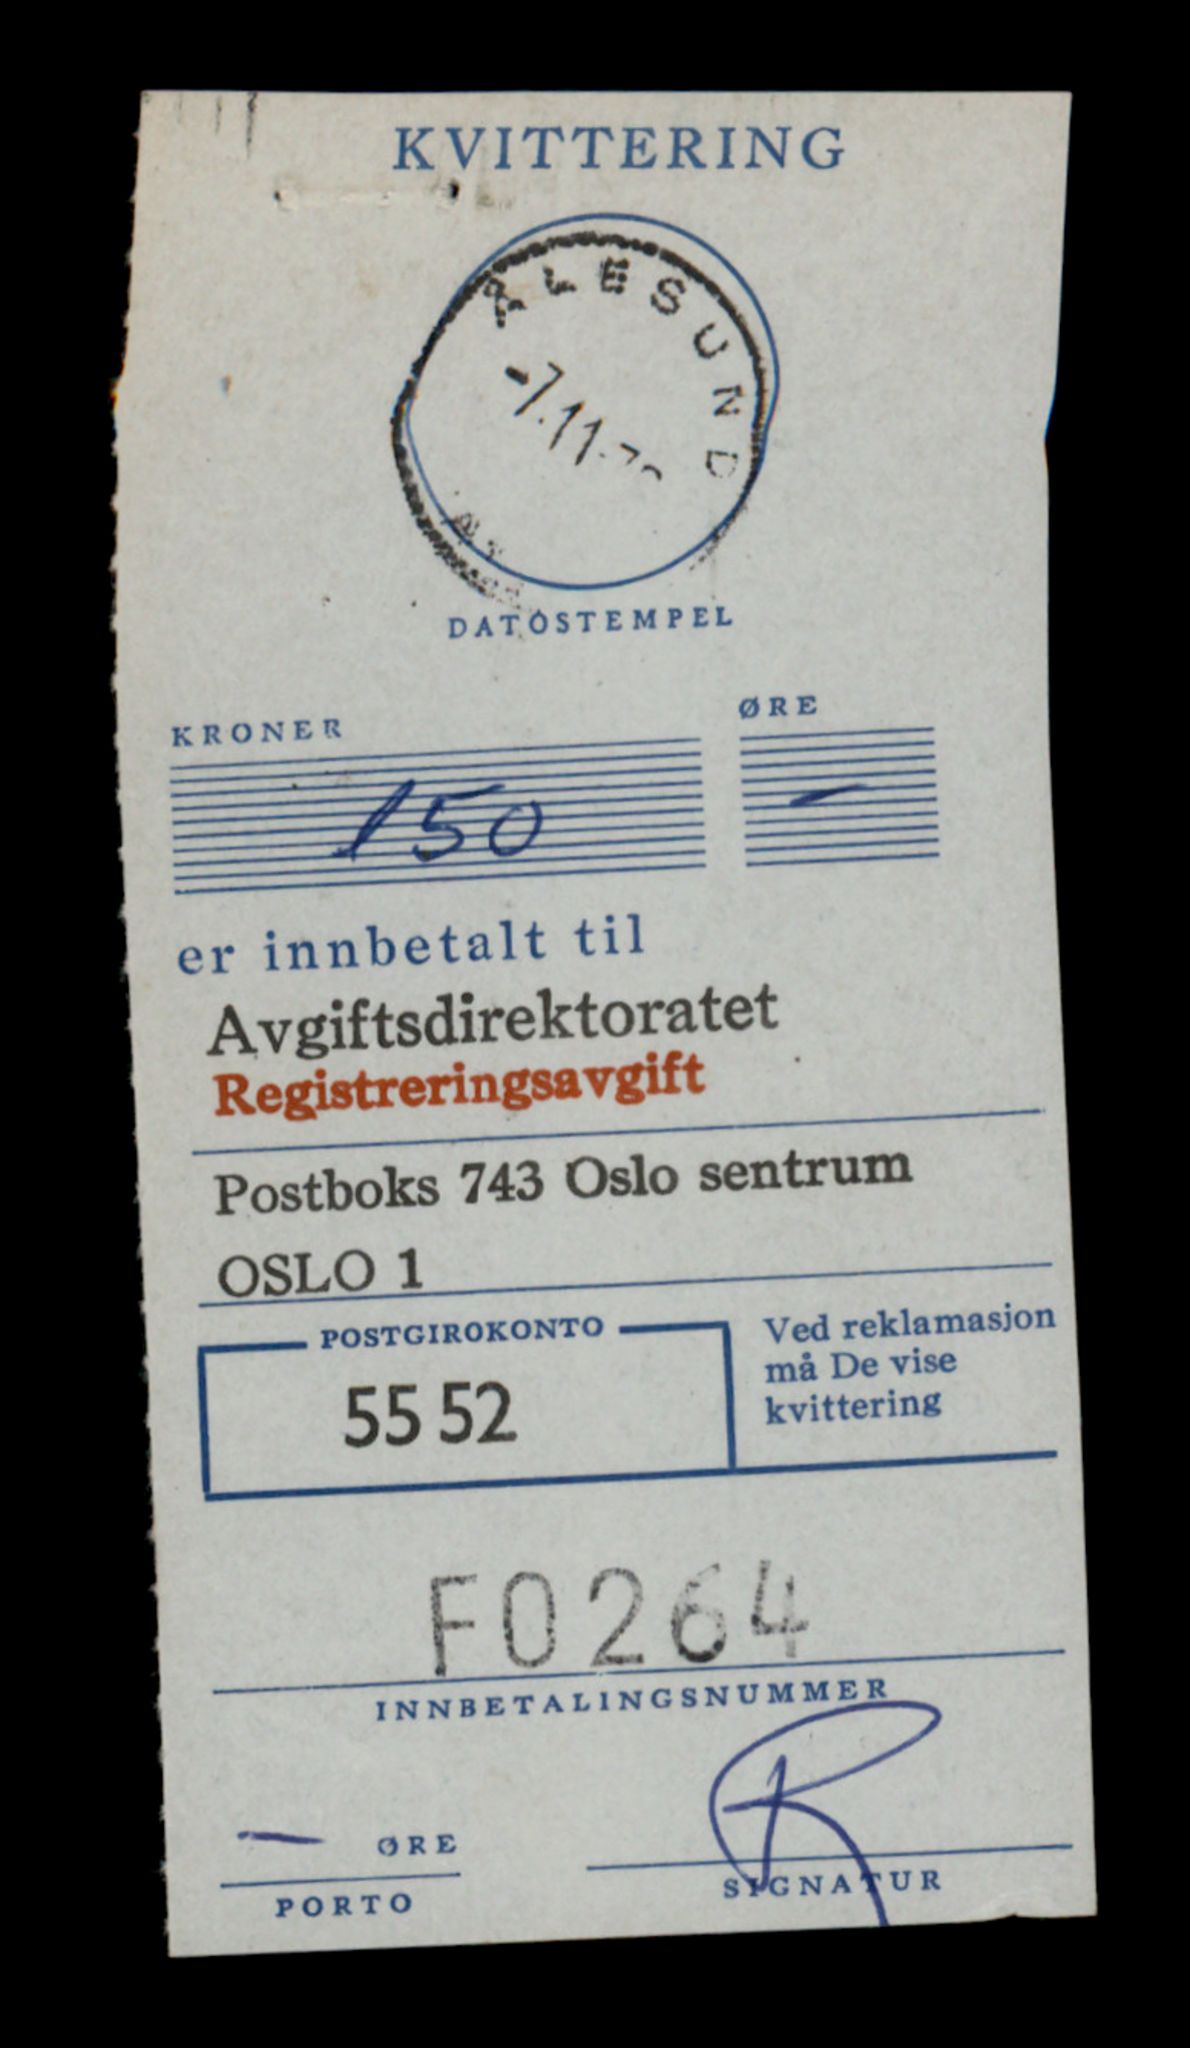 KVITTERING
ÅLESUND
-7.11.
DATOSTEMPEL
KRONER ØRE
150 –
er innbetalt til
Avgiftsdirektoratet
Registreringsavgift
Postboks 743 Oslo sentrum
OSLO 1
POSTGIROKONTO
55 52
Ved reklamasjon
må De vise
kvittering
F0264
INNBETALINGSNUMMER
– ØRE
PORTO
SIGNATUR